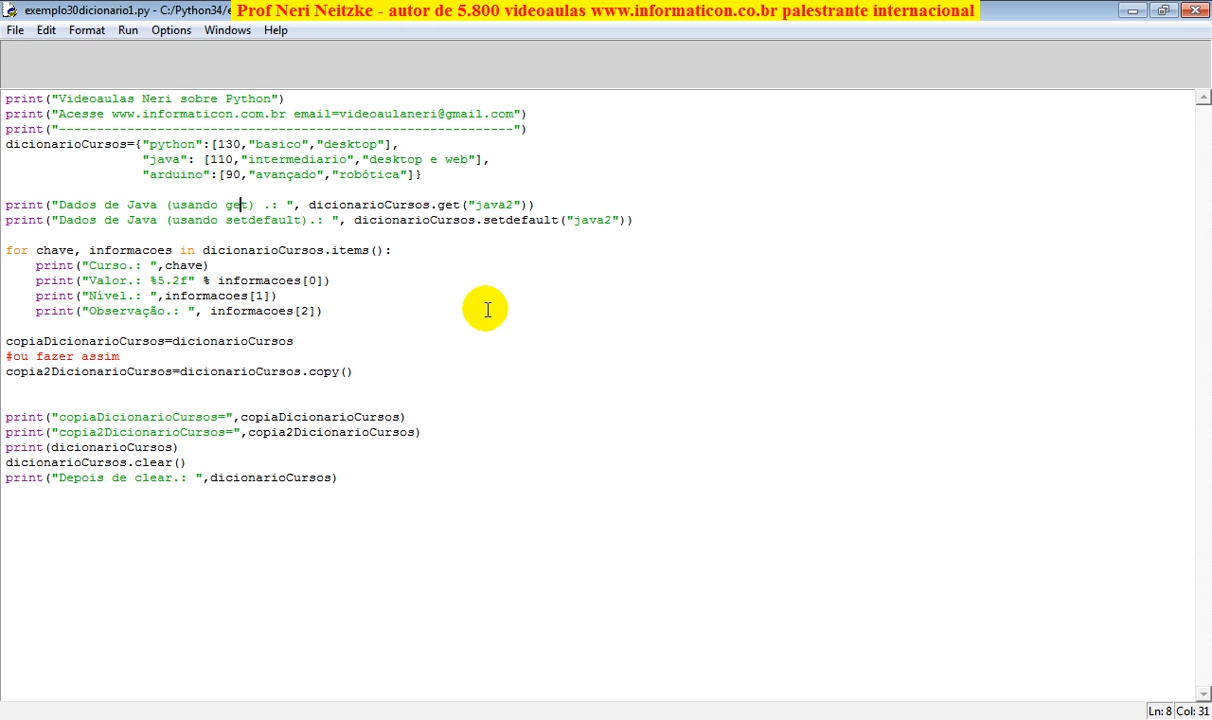 exemplo30dicionario1.py - C:/Python34/e
Prof Neri Neitzke - autor de 5.800 videoaulas www.informaticon.co.br palestrante internacional
File Edit Format Run Options Windows Help
print("Videoaulas Neri sobre Python")
print("Acesse www.informaticon.com.br email=videoaulaneri@gmail.com")
print("------------------------------------------------------------")
dicionarioCursos={"python":[130,"basico","desktop"],
"java": [110,"intermediario","desktop e web"],
"arduino":[90,"avançado","robótica"]}
print("Dados de Java (usando get) .: ", dicionarioCursos.get("java2"))
print("Dados de Java (usando setdefault).: ", dicionarioCursos.setdefault("java2"))
for chave, informacoes in dicionarioCursos.items():
print("Curso.: ",chave)
print("Valor.: %5.2f" % informacoes[0])
print("Nível.: ",informacoes[1])
print("Observação.: ", informacoes[2])
copiaDicionarioCursos=dicionarioCursos
#ou fazer assim
copia2DicionarioCursos=dicionarioCursos.copy()
print("copiaDicionarioCursos=",copiaDicionarioCursos)
print("copia2DicionarioCursos=",copia2DicionarioCursos)
print(dicionarioCursos)
dicionarioCursos.clear()
print("Depois de clear.: ",dicionarioCursos)
Ln: 8 Col: 31